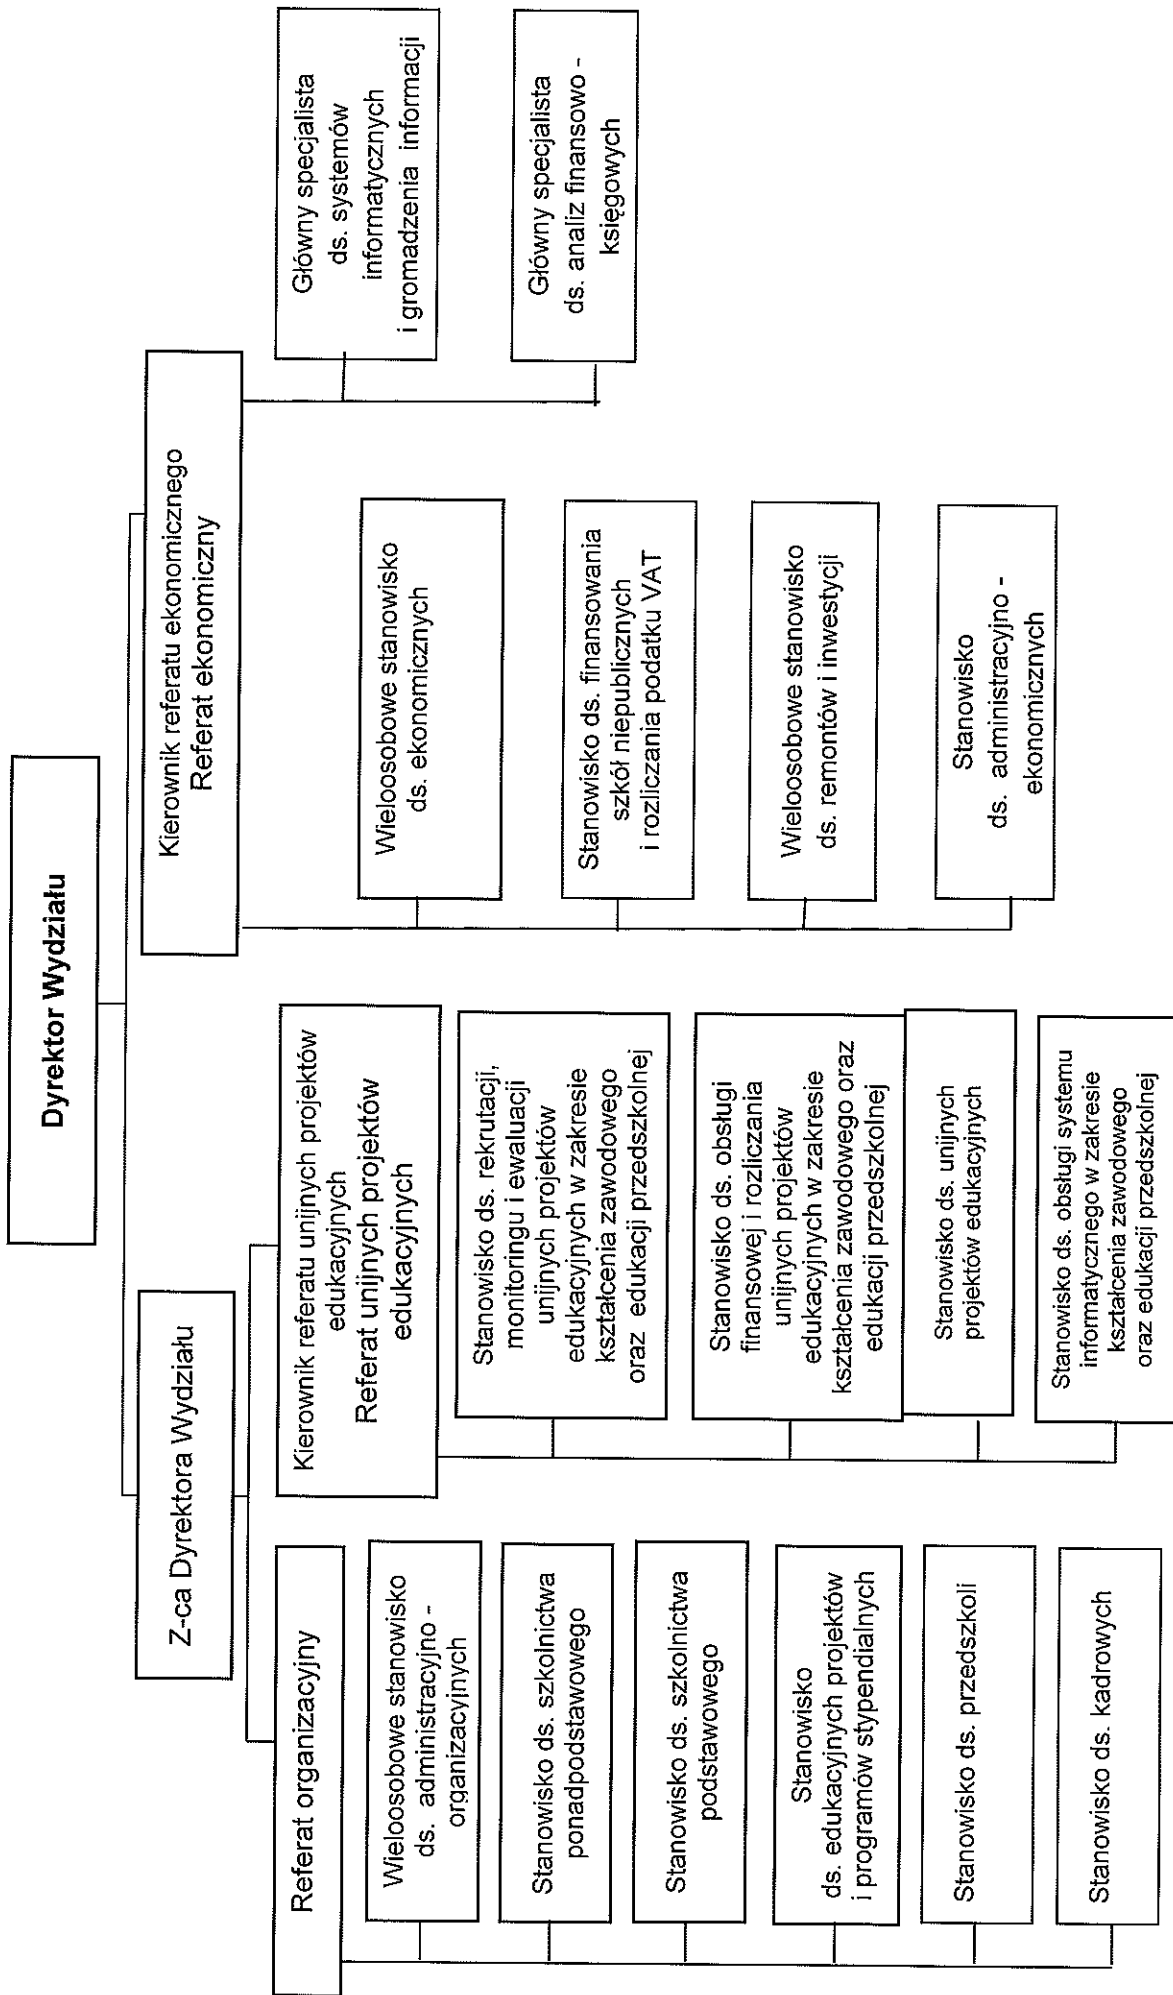 Dyrektor Wydziału
Z-ca Dyrektora Wydziału
Kierownik referatu ekonomicznego
Referat ekonomiczny
Referat organizacyjny
Wieloosobowe stanowisko
ds. administracyjno -
organizacyjnych
Stanowisko ds. szkolnictwa
ponadpodstawowego
Stanowisko ds. szkolnictwa
podstawowego
Stanowisko
ds. edukacyjnych projektów
i programów stypendialnych
Stanowisko ds. przedszkoli
Stanowisko ds. kadrowych
Kierownik referatu unijnych projektów
edukacyjnych
Referat unijnych projektów
edukacyjnych
Stanowisko ds. rekrutacji,
monitoringu i ewaluacji
unijnych projektów
edukacyjnych w zakresie
kształcenia zawodowego
oraz edukacji przedszkolnej
Stanowisko ds. obsługi
finansowej i rozliczania
unijnych projektów
edukacyjnych w zakresie
kształcenia zawodowego oraz
edukacji przedszkolnej
Stanowisko ds. unijnych
projektów edukacyjnych
Stanowisko ds. obsługi systemu
informatycznego w zakresie
kształcenia zawodowego
oraz edukacji przedszkolnej
Wieloosobowe stanowisko
ds. ekonomicznych
Stanowisko ds. finansowania
szkół niepublicznych
i rozliczania podatku VAT
Wieloosobowe stanowisko
ds. remontów i inwestycji
Stanowisko
ds. administracyjno -
ekonomicznych
Główny specjalista
ds. systemów
informatycznych
i gromadzenia informacji
Główny specjalista
ds. analiz finansowo -
księgowych